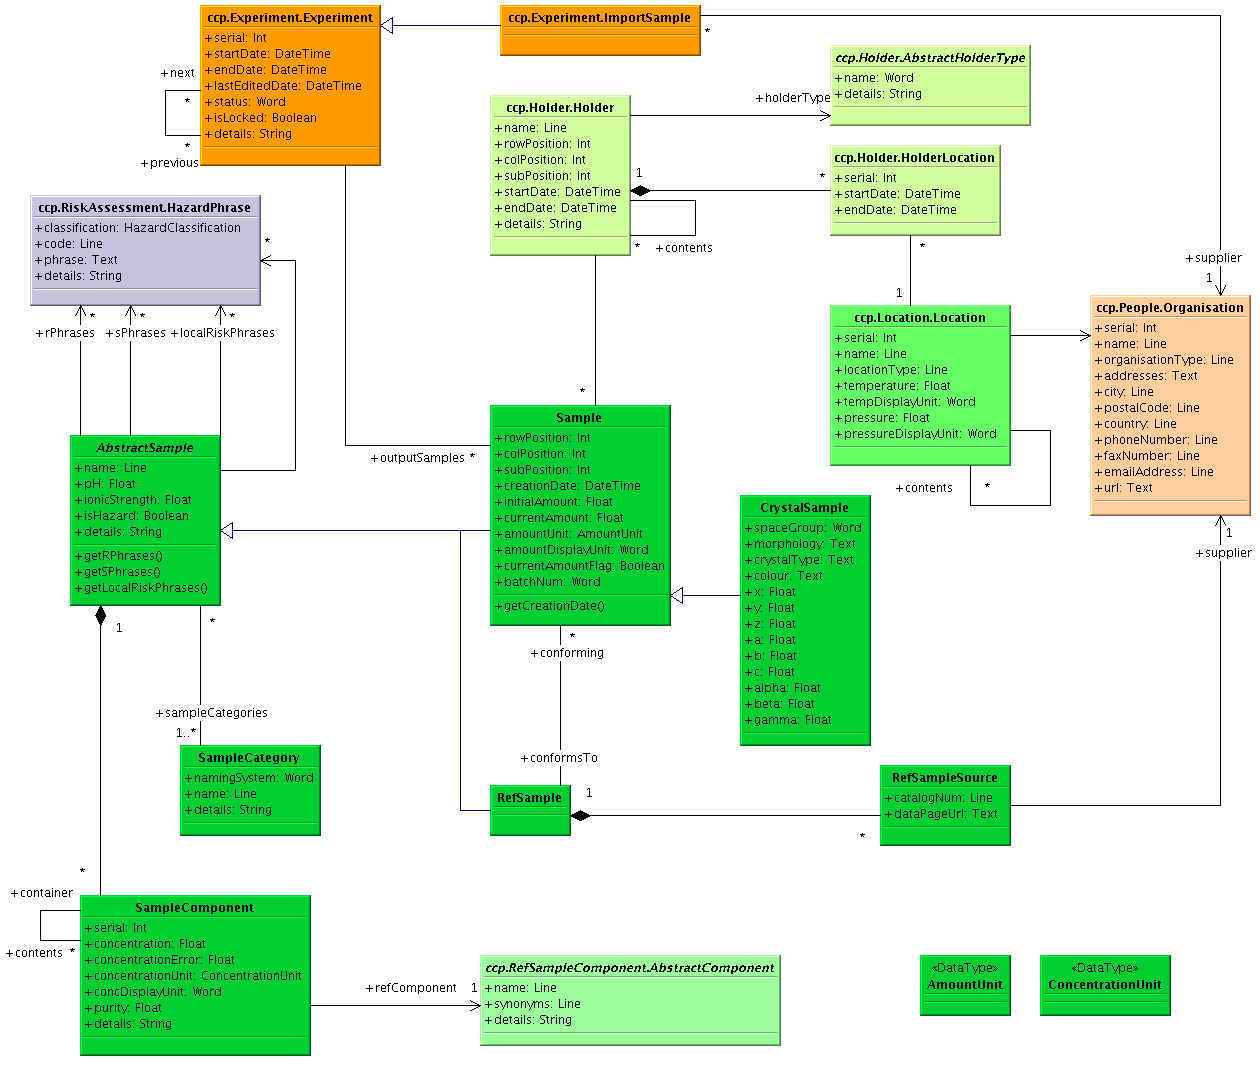 ccp.Experiment.Experiment
+serial: Int
+startDate: DateTime
+endDate: DateTime
+lastEditedDate: DateTime
+status: Word
+isLocked: Boolean
+details: String
+next
*
*
+previous
ccp.Experiment.ImportSample
*
ccp.Holder.AbstractHolderType
+name: Word
+details: String
+holderType
ccp.Holder.Holder
+name: Line
+rowPosition: Int
+colPosition: Int
+subPosition: Int
+startDate: DateTime
+endDate: DateTime
+details: String
1
*
*
+contents
ccp.Holder.HolderLocation
+serial: Int
+startDate: DateTime
+endDate: DateTime
*
1
+supplier
1
ccp.RiskAssessment.HazardPhrase
+classification: HazardClassification
+code: Line
+phrase: Text
+details: String
*
*
*
*
+rPhrases
+sPhrases
+localRiskPhrases
ccp.Location.Location
+serial: Int
+name: Line
+locationType: Line
+temperature: Float
+tempDisplayUnit: Word
+pressure: Float
+pressureDisplayUnit: Word
+contents
*
ccp.People.Organisation
+serial: Int
+name: Line
+organisationType: Line
+addresses: Text
+city: Line
+postalCode: Line
+country: Line
+phoneNumber: Line
+faxNumber: Line
+emailAddress: Line
+url: Text
1
+supplier
AbstractSample
+name: Line
+pH: Float
+ionicStrength: Float
+isHazard: Boolean
+details: String
+getRPhrases()
+getSPhrases()
+getLocalRiskPhrases()
*
+outputSamples *
Sample
+rowPosition: Int
+colPosition: Int
+subPosition: Int
+creationDate: DateTime
+initialAmount: Float
+currentAmount: Float
+amountUnit: AmountUnit
+amountDisplayUnit: Word
+currentAmountFlag: Boolean
+batchNum: Word
+getCreationDate()
CrystalSample
+spaceGroup: Word
+morphology: Text
+crystalType: Text
+colour: Text
+x: Float
+y: Float
+z: Float
+a: Float
+b: Float
+c: Float
+alpha: Float
+beta: Float
+gamma: Float
1
*
*
+conforming
+sampleCategories
1..*
SampleCategory
+namingSystem: Word
+name: Line
+details: String
+conformsTo
RefSample
1
*
RefSampleSource
+catalogNum: Line
+dataPageUrl: Text
*
+container
+contents *
SampleComponent
+serial: Int
+concentration: Float
+concentrationError: Float
+concentrationUnit: ConcentrationUnit
+concDisplayUnit: Word
+purity: Float
+details: String
+refComponent 1
ccp.RefSampleComponent.AbstractComponent
+name: Line
+synonyms: Line
+details: String
«DataType»
AmountUnit
«DataType»
ConcentrationUnit